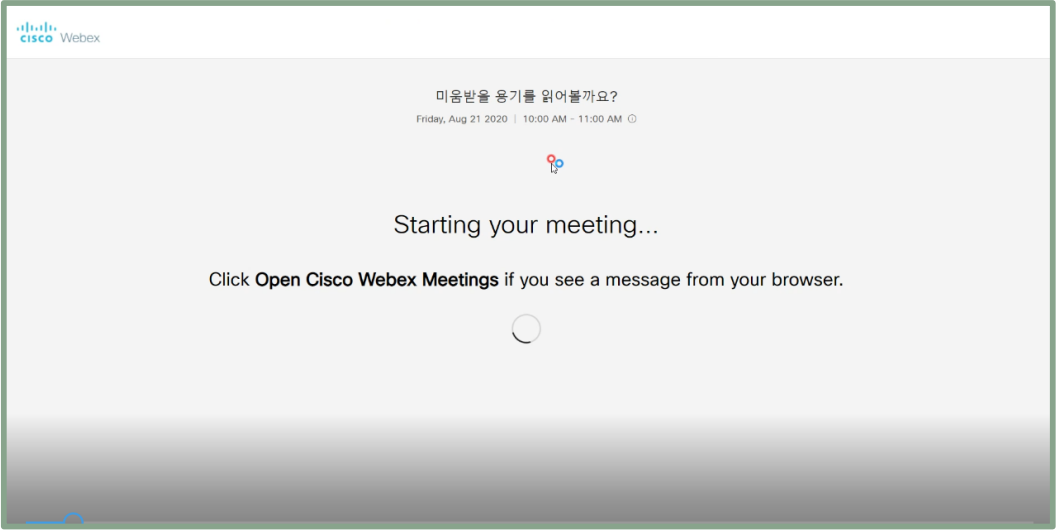 CISCO Webex
미움받을 용기를 읽어볼까요?
Friday, Aug 21 2020 | 10:00 AM - 11:00 AM
Starting your meeting...
Click Open Cisco Webex Meetings if you see a message from your browser.